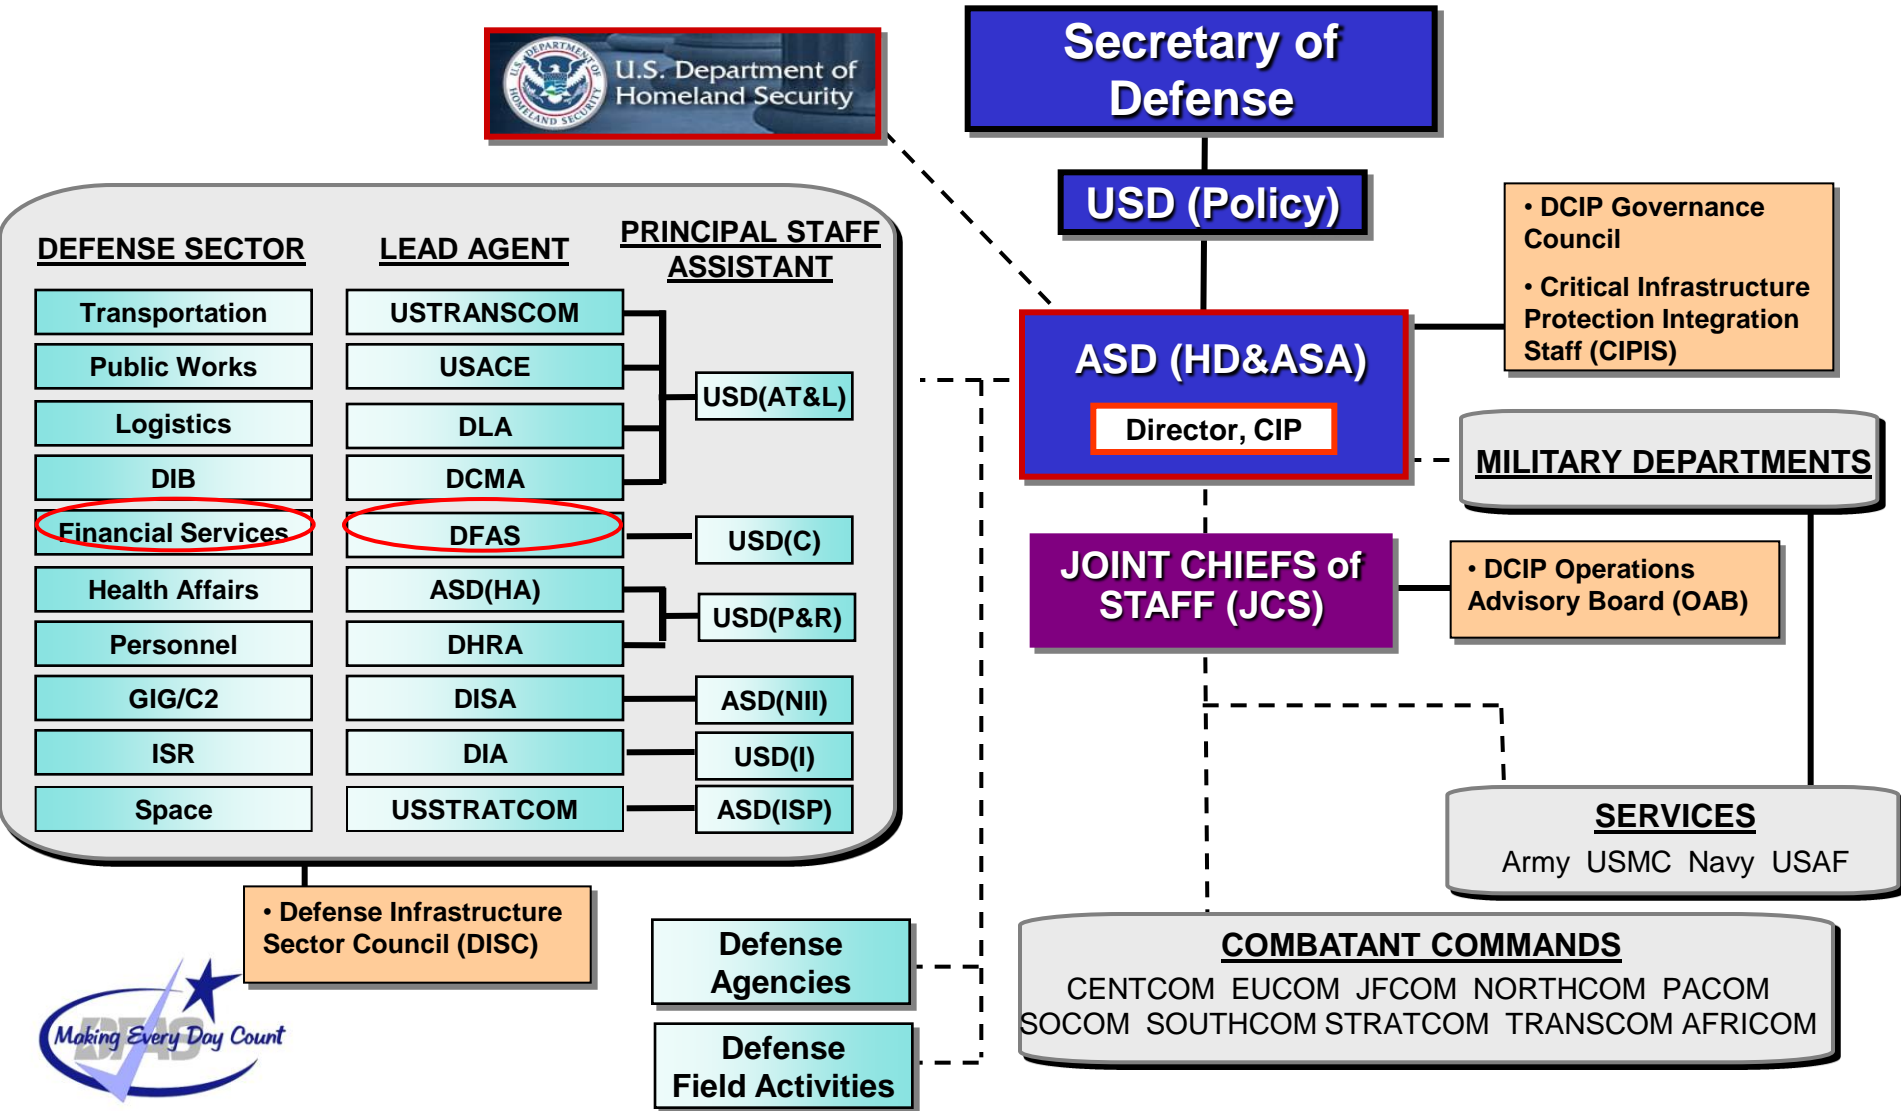 U.S. Department of
Homeland Security
Secretary of
Defense
USD (Policy)
• DCIP Governance
Council
• Critical Infrastructure
Protection Integration
Staff (CIPIS)
ASD (HD&ASA)
Director, CIP
MILITARY DEPARTMENTS
JOINT CHIEFS of
STAFF (JCS)
• DCIP Operations
Advisory Board (OAB)
SERVICES
Army USMC Navy USAF
COMBATANT COMMANDS
CENTCOM EUCOM JFCOM NORTHCOM PACOM
SOCOM SOUTHCOM STRATCOM TRANSCOM AFRICOM
DEFENSE SECTOR
LEAD AGENT
PRINCIPAL STAFF
ASSISTANT
Transportation
USTRANSCOM
Public Works
USACE
USD(AT&L)
Logistics
DLA
DIB
DCMA
Financial Services
DFAS
USD(C)
Health Affairs
ASD(HA)
USD(P&R)
Personnel
DHRA
GIG/C2
DISA
ASD(NII)
ISR
DIA
USD(I)
Space
USSTRATCOM
ASD(ISP)
• Defense Infrastructure
Sector Council (DISC)
Defense
Agencies
Defense
Field Activities
Making Every Day Count
DFAS